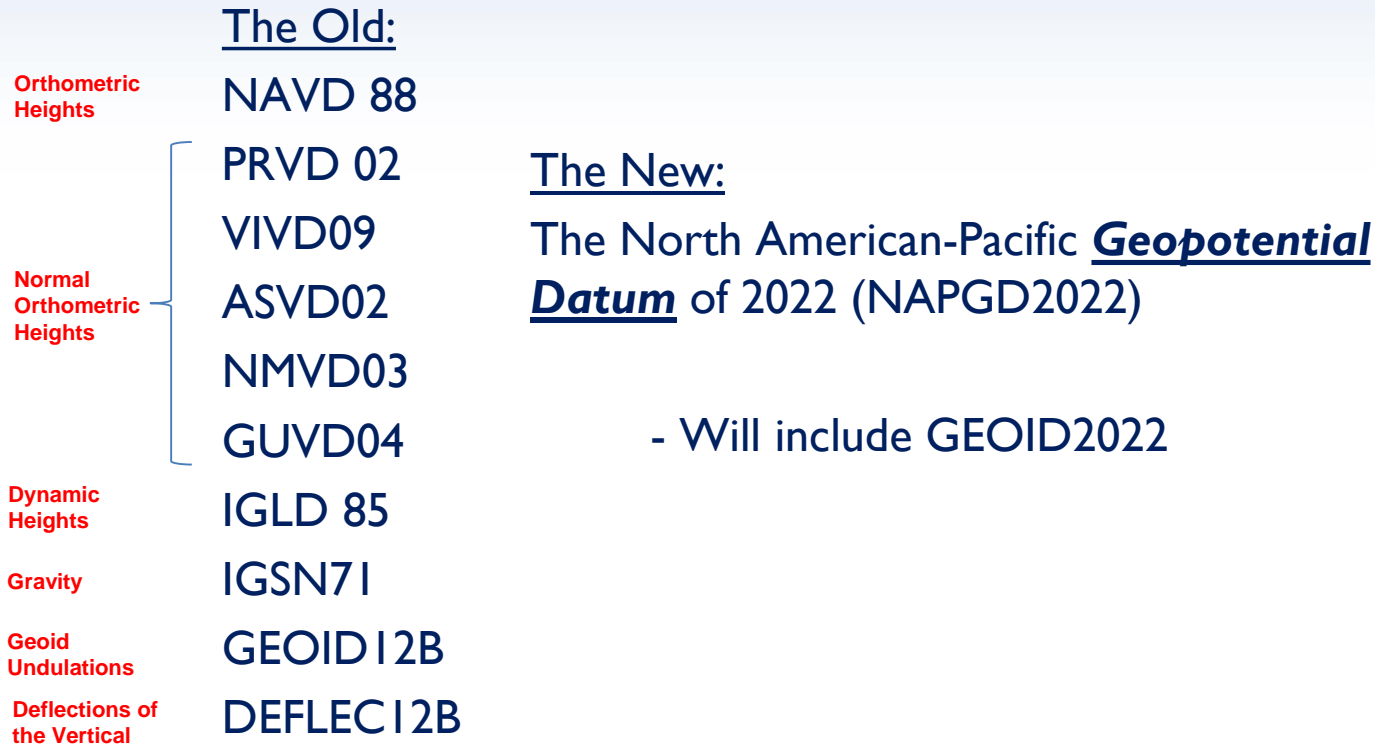 The Old:
Orthometric
Heights
NAVD 88
PRVD 02
VIVD09
Normal
Orthometric
Heights
ASVD02
NMVD03
GUVD04
Dynamic
Heights
IGLD 85
Gravity
IGSN71
Geoid
Undulations
GEOID12B
Deflections of
the Vertical
DEFLEC12B
The New:
The North American-Pacific Geopotential
Datum of 2022 (NAPGD2022)
- Will include GEOID2022